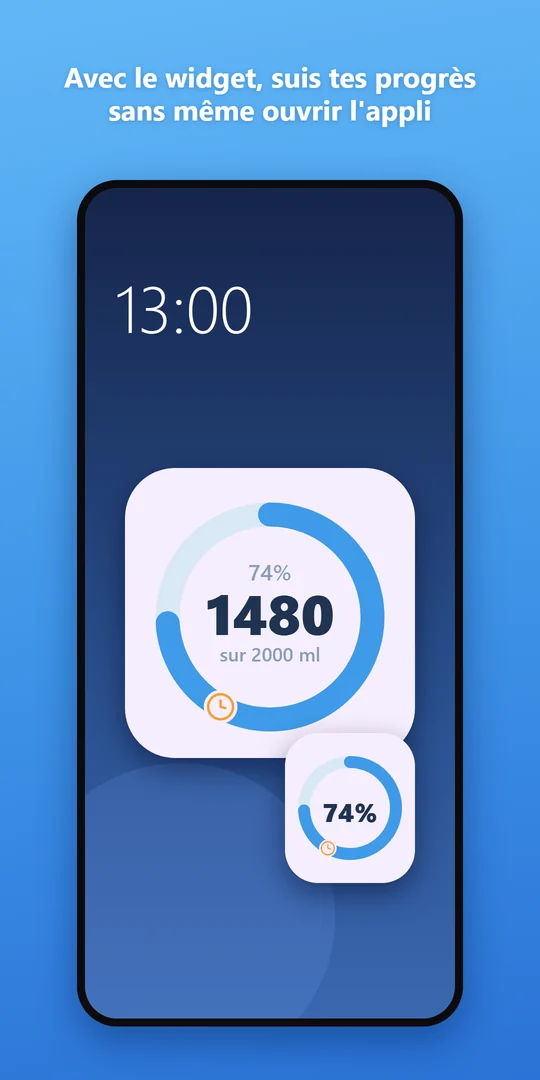 Avec le widget, suis tes progrès
sans même ouvrir l'appli
13:00
74%
1480
sur 2000 ml
74%